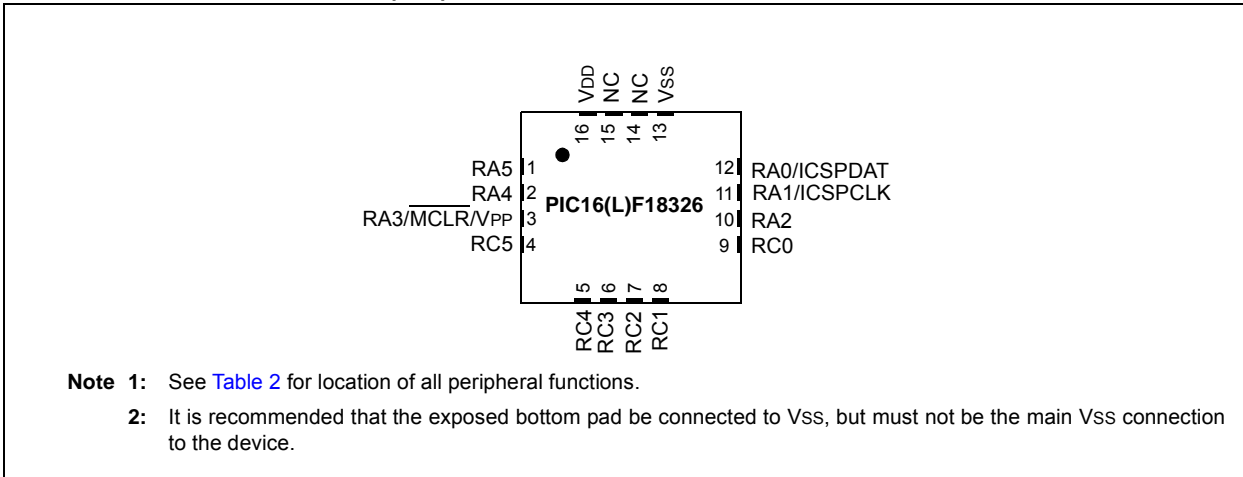 VDD
NC
NC
VSS
16
15
14
13
RA5 1
RA4 2
RA3/MCLR/VPP 3
RC5 4
PIC16(L)F18326
12 RA0/ICSPDAT
11 RA1/ICSPCLK
10 RA2
9 RC0
5
6
7
8
RC4
RC3
RC2
RC1
Note 1: See Table 2 for location of all peripheral functions.
2: It is recommended that the exposed bottom pad be connected to VSS, but must not be the main VSS connection
to the device.